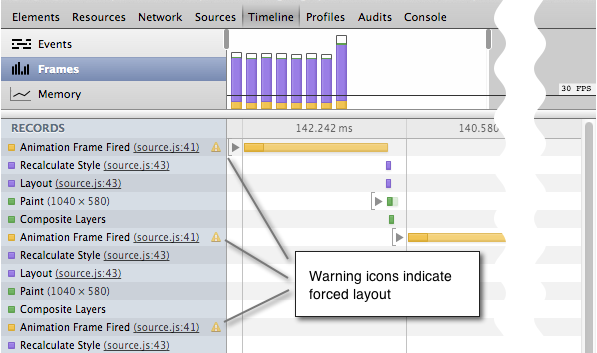 Elements Resources Network Sources Timeline Profiles Audits Console
Events
Frames
Memory
30 FPS
RECORDS
142.242 ms 140.580
Animation Frame Fired (source.js:41)
Recalculate Style (source.js:43)
Layout (source.js:43)
Paint (1040 × 580)
Composite Layers
Animation Frame Fired (source.js:41)
Recalculate Style (source.js:43)
Layout (source.js:43)
Paint (1040 × 580)
Composite Layers
Animation Frame Fired (source.js:41)
Recalculate Style (source.js:43)
Warning icons indicate
forced layout